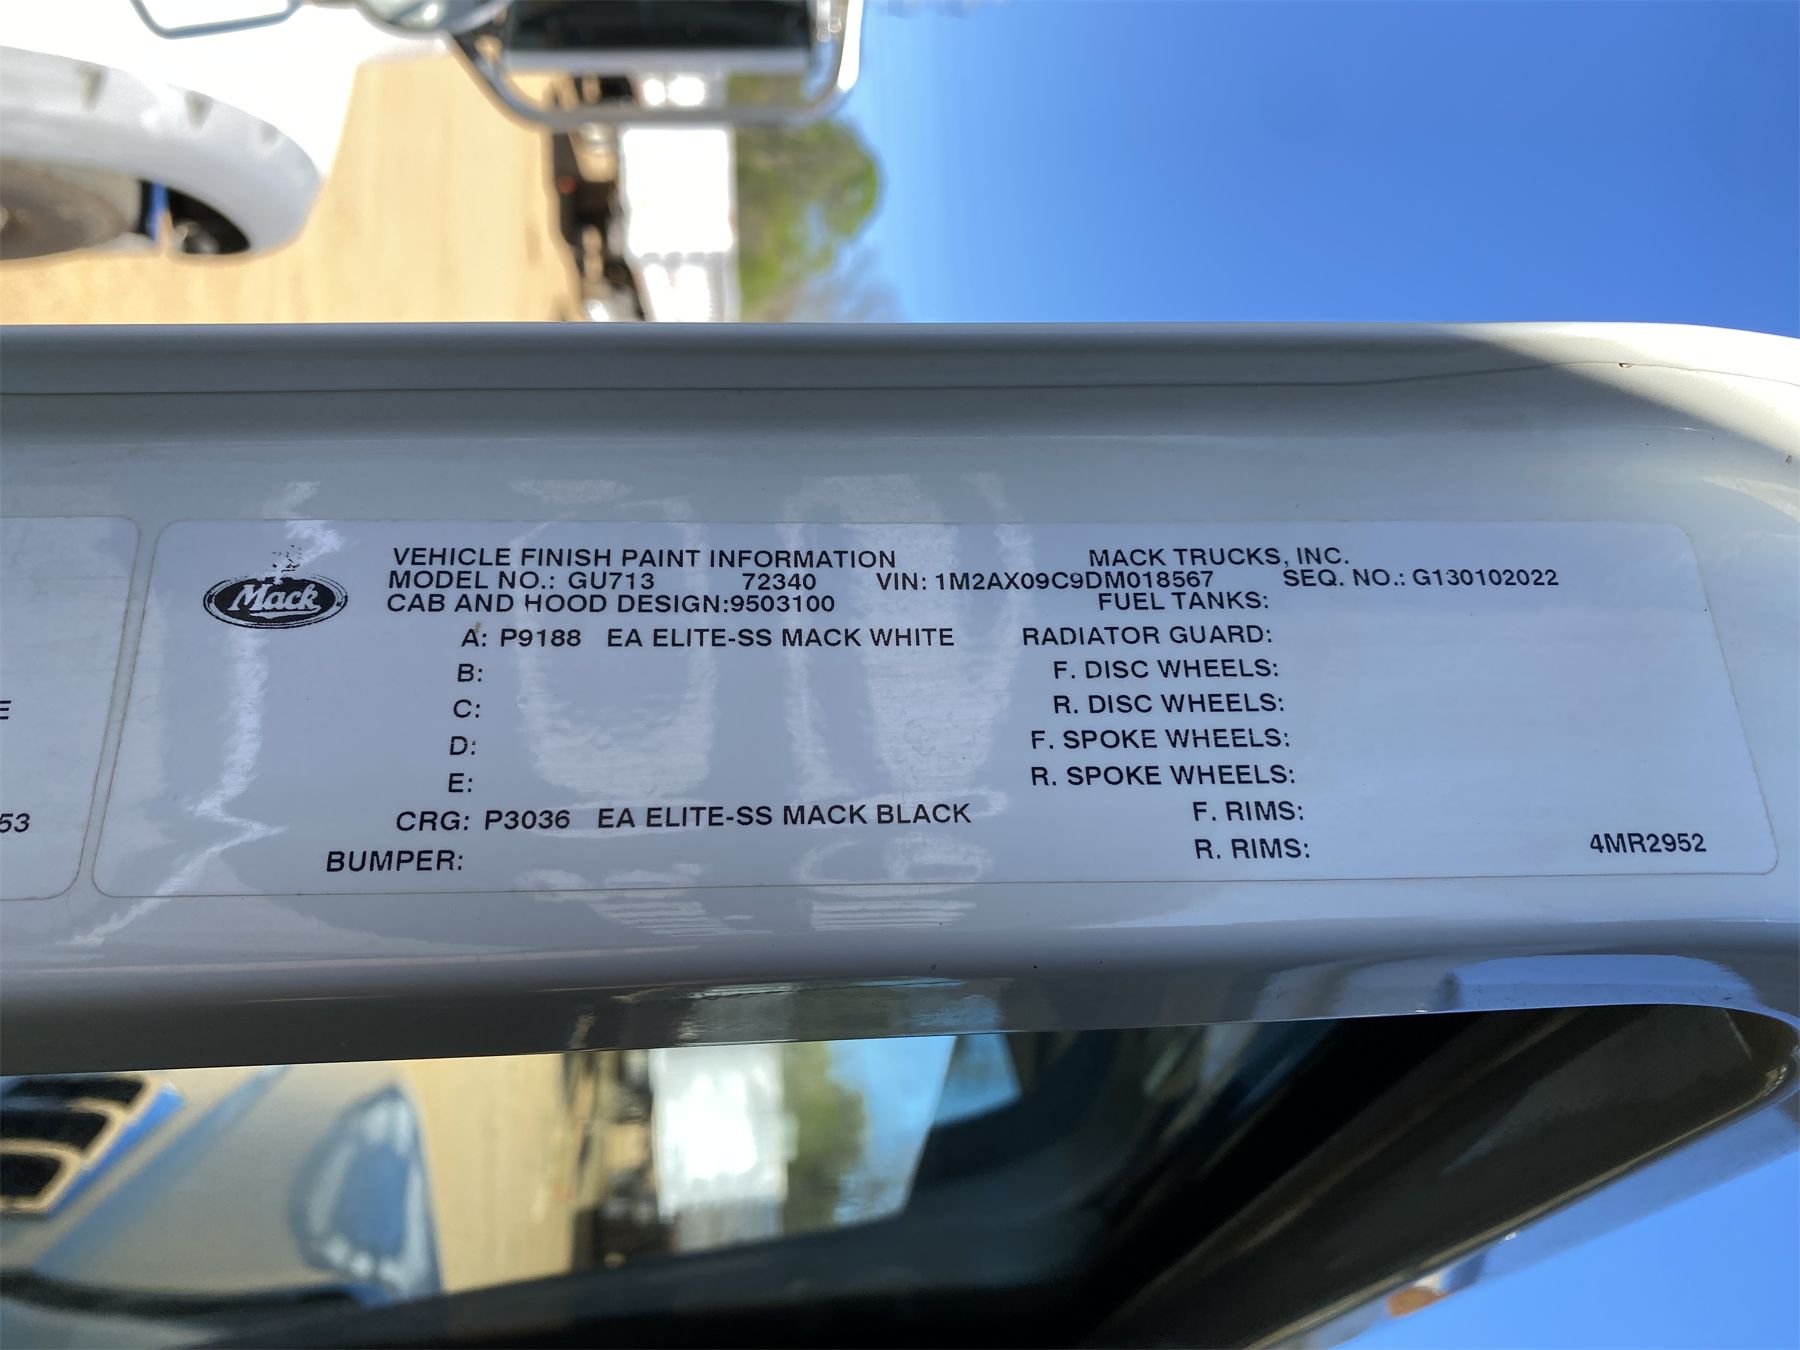 Mack
VEHICLE FINISH PAINT INFORMATION MACK TRUCKS, INC.
MODEL NO.: GU713 72340 VIN: 1M2AX09C9DM018567 SEQ. NO.: G130102022
CAB AND HOOD DESIGN:9503100 FUEL TANKS:
A: P9188 EA ELITE-SS MACK WHITE RADIATOR GUARD:
B: F. DISC WHEELS:
C: R. DISC WHEELS:
D: F. SPOKE WHEELS:
E: R. SPOKE WHEELS:
CRG: P3036 EA ELITE-SS MACK BLACK F. RIMS:
BUMPER: R. RIMS: 4MR2952
E
53